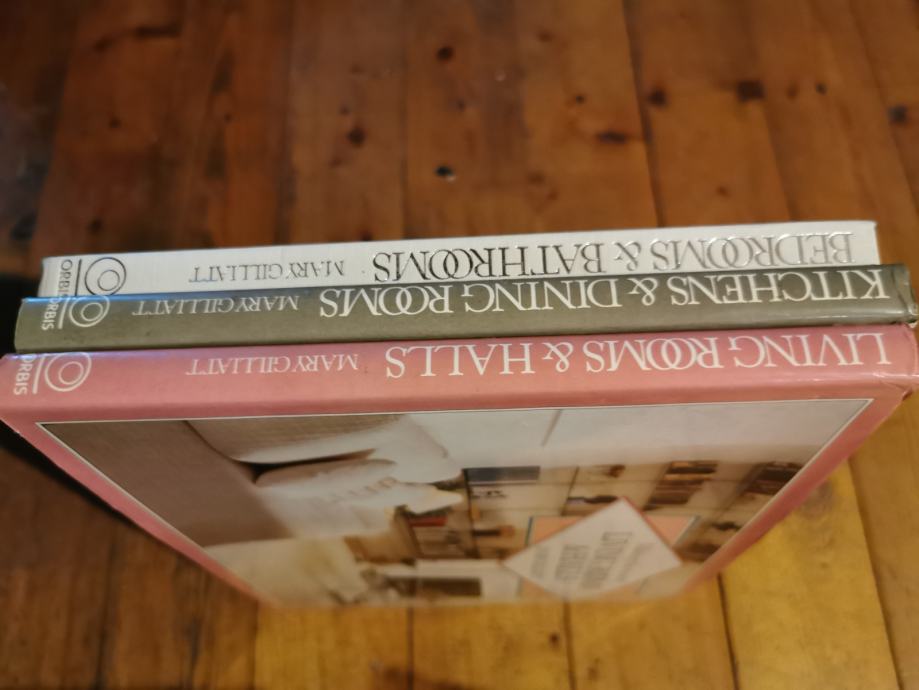 BEDROOMS & BATHROOMS MARY GILLIATT ORBIS
KITCHENS & DINING ROOMS MARY GILLIATT ORBIS
LIVING ROOMS & HALLS MARY GILLIATT ORBIS